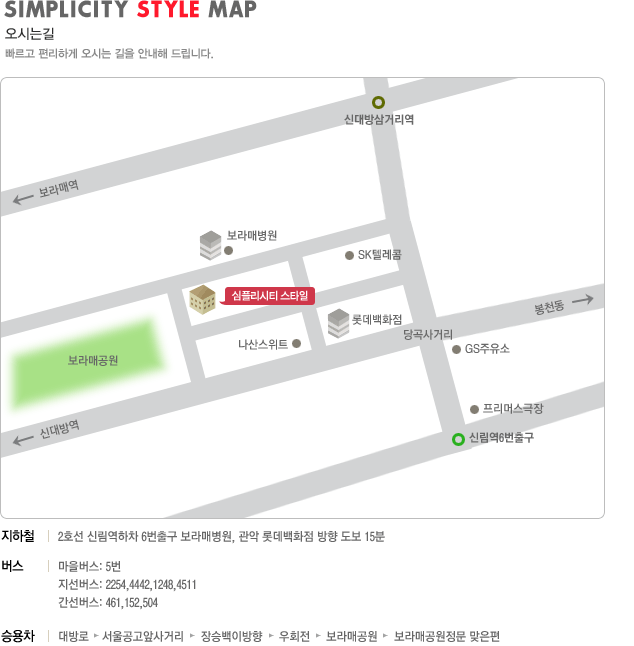 SIMPLICITY STYLE MAP
오시는길
빠르고 편리하게 오시는 길을 안내해 드립니다.
신대방삼거리역
보라매역
보라매병원
SK텔레콤
심플리시티 스타일
봉천동
롯데백화점
당곡사거리
나산스위트
GS주유소
보라매공원
프리머스극장
신대방역
신림역6번출구
지하철 2호선 신림역하차 6번출구 보라매병원, 관악 롯데백화점 방향 도보 15분
버스 마을버스: 5번
지선버스: 2254,4442,1248,4511
간선버스: 461,152,504
승용차 대방로 ▸ 서울공고앞사거리 ▸ 장승백이방향 ▸ 우회전 ▸ 보라매공원 ▸ 보라매공원정문 맞은편